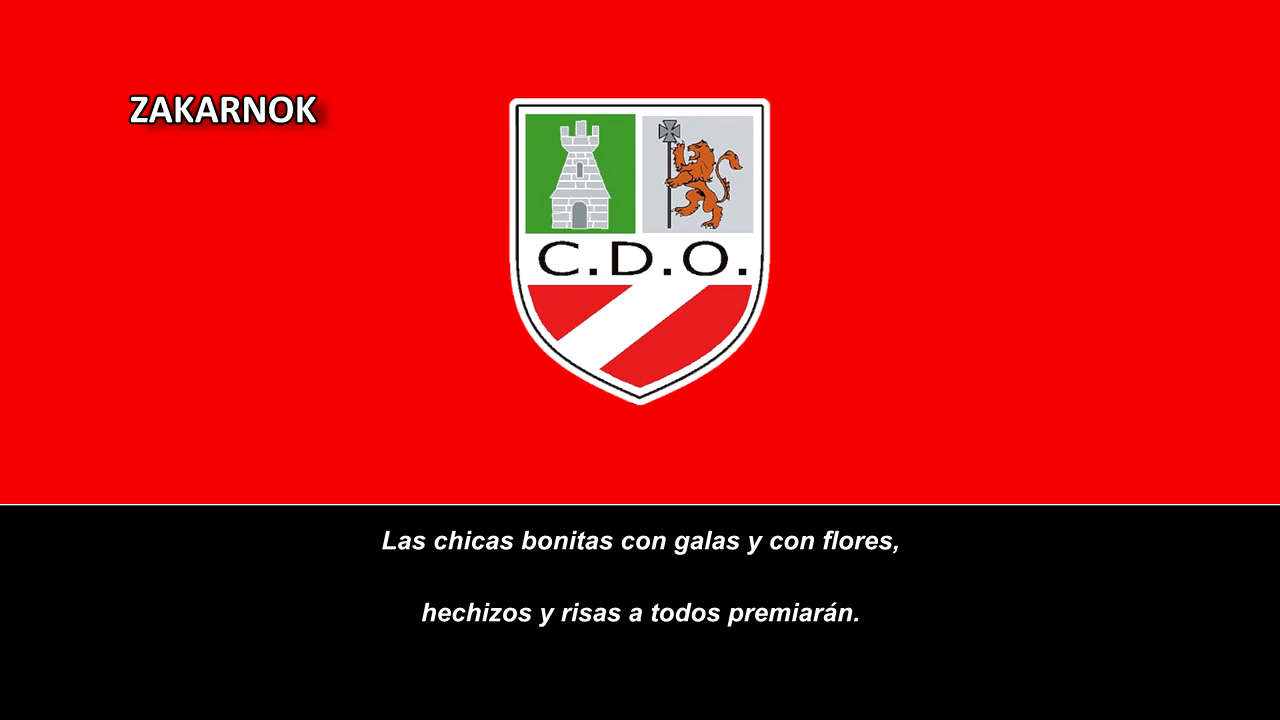 ZAKARNOK
C.D.O.
Las chicas bonitas con galas y con flores,
hechizos y risas a todos premiarán.